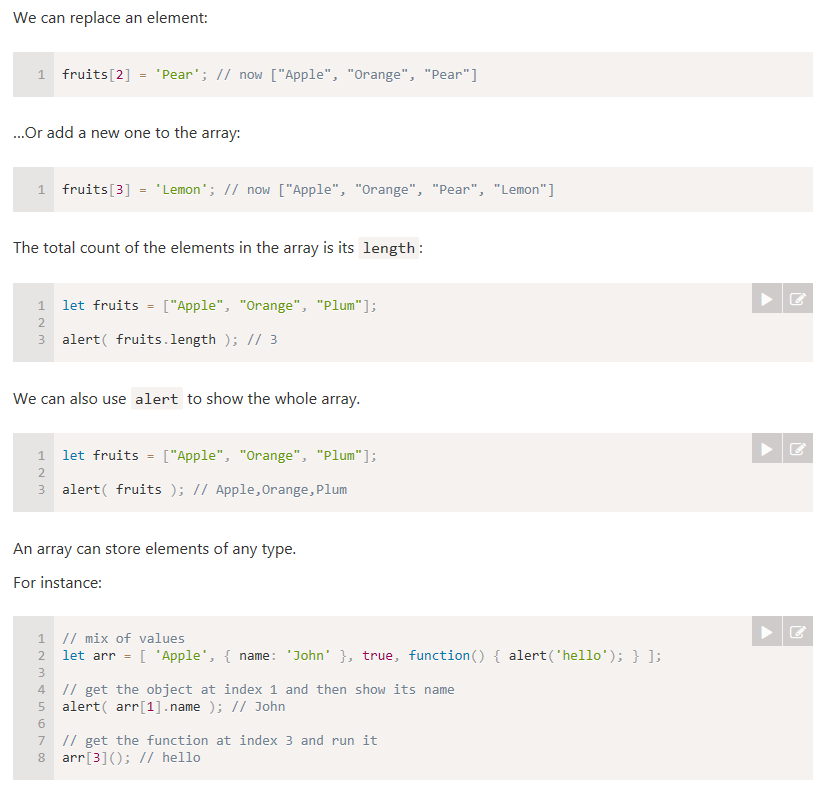 We can replace an element:
1 fruits[2] = 'Pear'; // now ["Apple", "Orange", "Pear"]
…Or add a new one to the array:
1 fruits[3] = 'Lemon'; // now ["Apple", "Orange", "Pear", "Lemon"]
The total count of the elements in the array is its length:
1 let fruits = ["Apple", "Orange", "Plum"];
2
3 alert( fruits.length ); // 3
We can also use alert to show the whole array.
1 let fruits = ["Apple", "Orange", "Plum"];
2
3 alert( fruits ); // Apple,Orange,Plum
An array can store elements of any type.
For instance:
1 // mix of values
2 let arr = [ 'Apple', { name: 'John' }, true, function() { alert('hello'); } ];
3
4 // get the object at index 1 and then show its name
5 alert( arr[1].name ); // John
6
7 // get the function at index 3 and run it
8 arr[3](); // hello